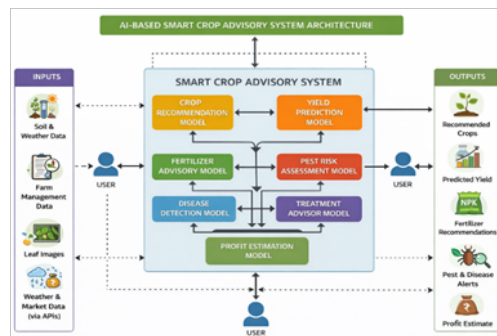 AI-BASED SMART CROP ADVISORY SYSTEM ARCHITECTURE
INPUTS
Soil &
Weather Data
Farm
Management
Data
Leaf Images
Weather &
Market Data
(via APIs)
USER
SMART CROP ADVISORY SYSTEM
CROP
RECOMMENDATION
MODEL
YIELD
PREDICTION
MODEL
FERTILIZER
ADVISORY MODEL
PEST RISK
ASSESSMENT MODEL
DISEASE
DETECTION MODEL
TREATMENT
ADVISOR MODEL
PROFIT ESTIMATION
MODEL
USER
USER
OUTPUTS
Recommended
Crops
Predicted Yield
NPK
Fertilizer
Recommendations
Pest & Disease
Alerts
Profit Estimate